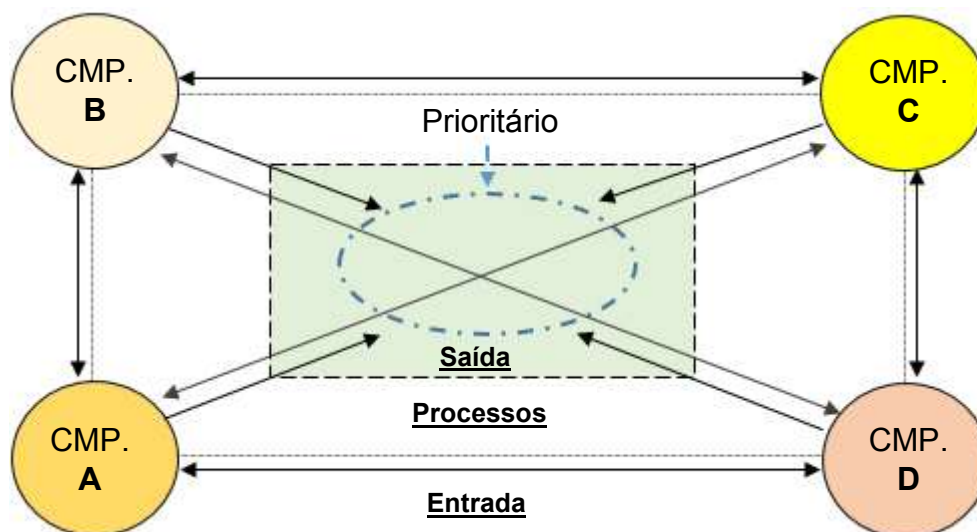 CMP.
B
CMP.
C
Prioritário
Saída
Processos
CMP.
A
CMP.
D
Entrada